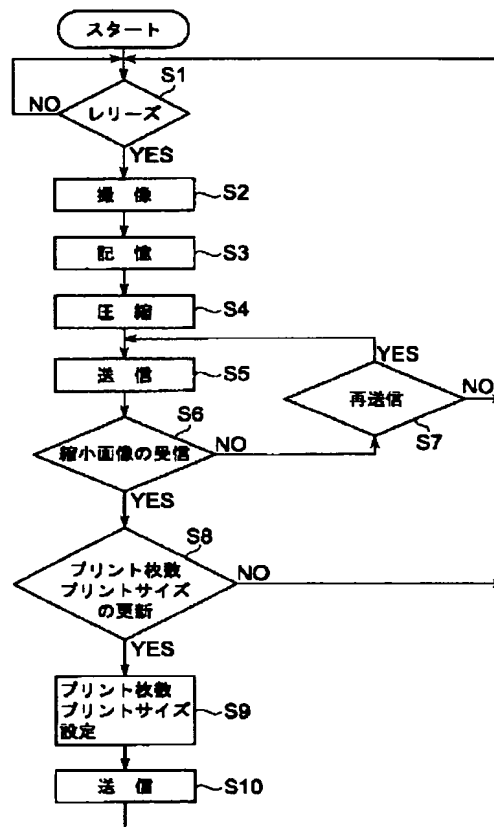 スタート
S1
NO
レリーズ
YES
撮 像
S2
記 憶
S3
圧 縮
S4
送 信
S5
YES
再送信
NO
S7
S6
縮小画像の受信
NO
YES
S8
プリント枚数
プリントサイズ
の更新
NO
YES
プリント枚数
プリントサイズ
設定
S9
送 信
S10